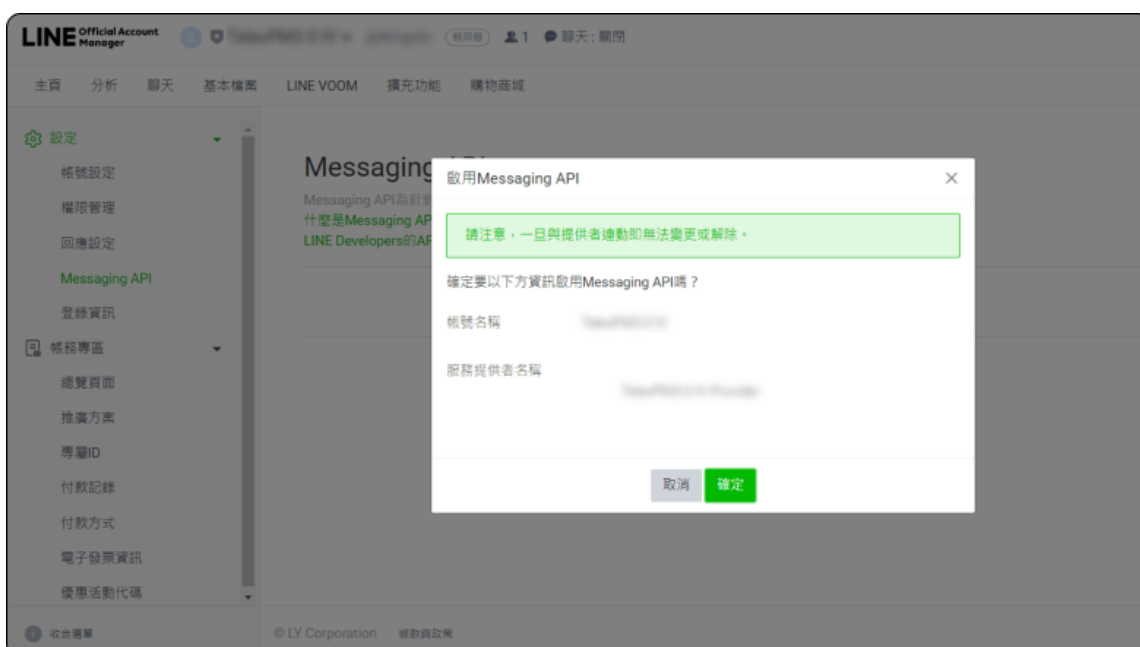 LINE Official Account Manager
輕用量 1 聊天:關閉
主頁 分析 聊天 基本檔案 LINE VOOM 擴充功能 購物商城
設定
帳號設定
權限管理
回應設定
Messaging API
登錄資訊
帳務專區
總覽頁面
推廣方案
專屬ID
付款記錄
付款方式
電子發票資訊
優惠活動代碼
收合選單
Messaging
Messaging API為針對
什麼是Messaging AP
LINE Developers的AP
啟用Messaging API
請注意,一旦與提供者連動即無法變更或解除。
確定要以下方資訊啟用Messaging API嗎?
帳號名稱
服務提供者名稱
取消 確定
© LY Corporation 條款與政策